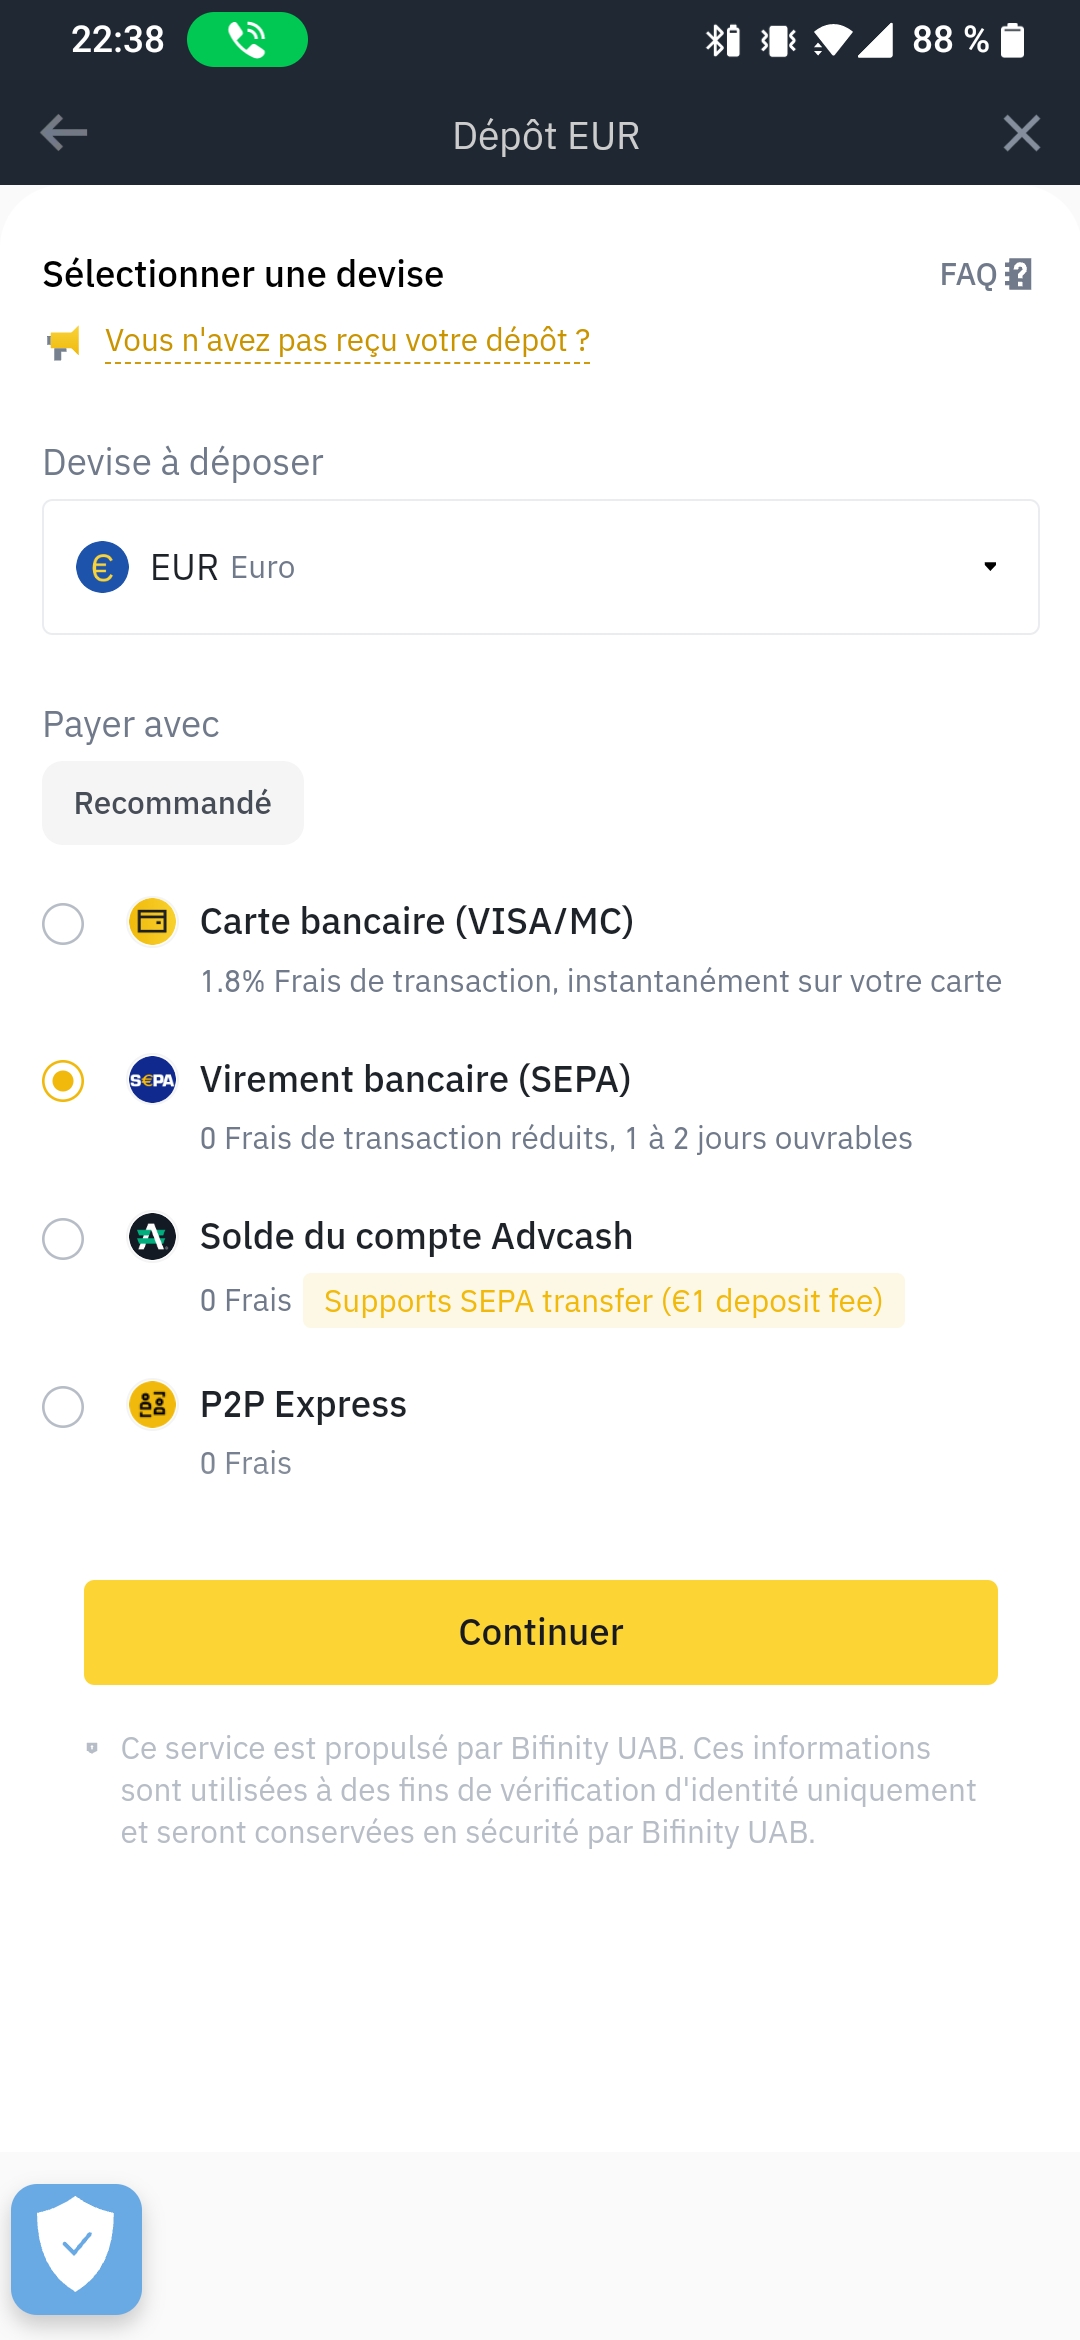 22:38
88 %
Dépôt EUR
Sélectionner une devise
FAQ
Vous n'avez pas reçu votre dépôt ?
Devise à déposer
€ EUR Euro
Payer avec
Recommandé
Carte bancaire (VISA/MC)
1.8% Frais de transaction, instantanément sur votre carte
S€PA Virement bancaire (SEPA)
0 Frais de transaction réduits, 1 à 2 jours ouvrables
Solde du compte Advcash
0 Frais Supports SEPA transfer (€1 deposit fee)
P2P Express
0 Frais
Continuer
Ce service est propulsé par Bifinity UAB. Ces informations
sont utilisées à des fins de vérification d'identité uniquement
et seront conservées en sécurité par Bifinity UAB.